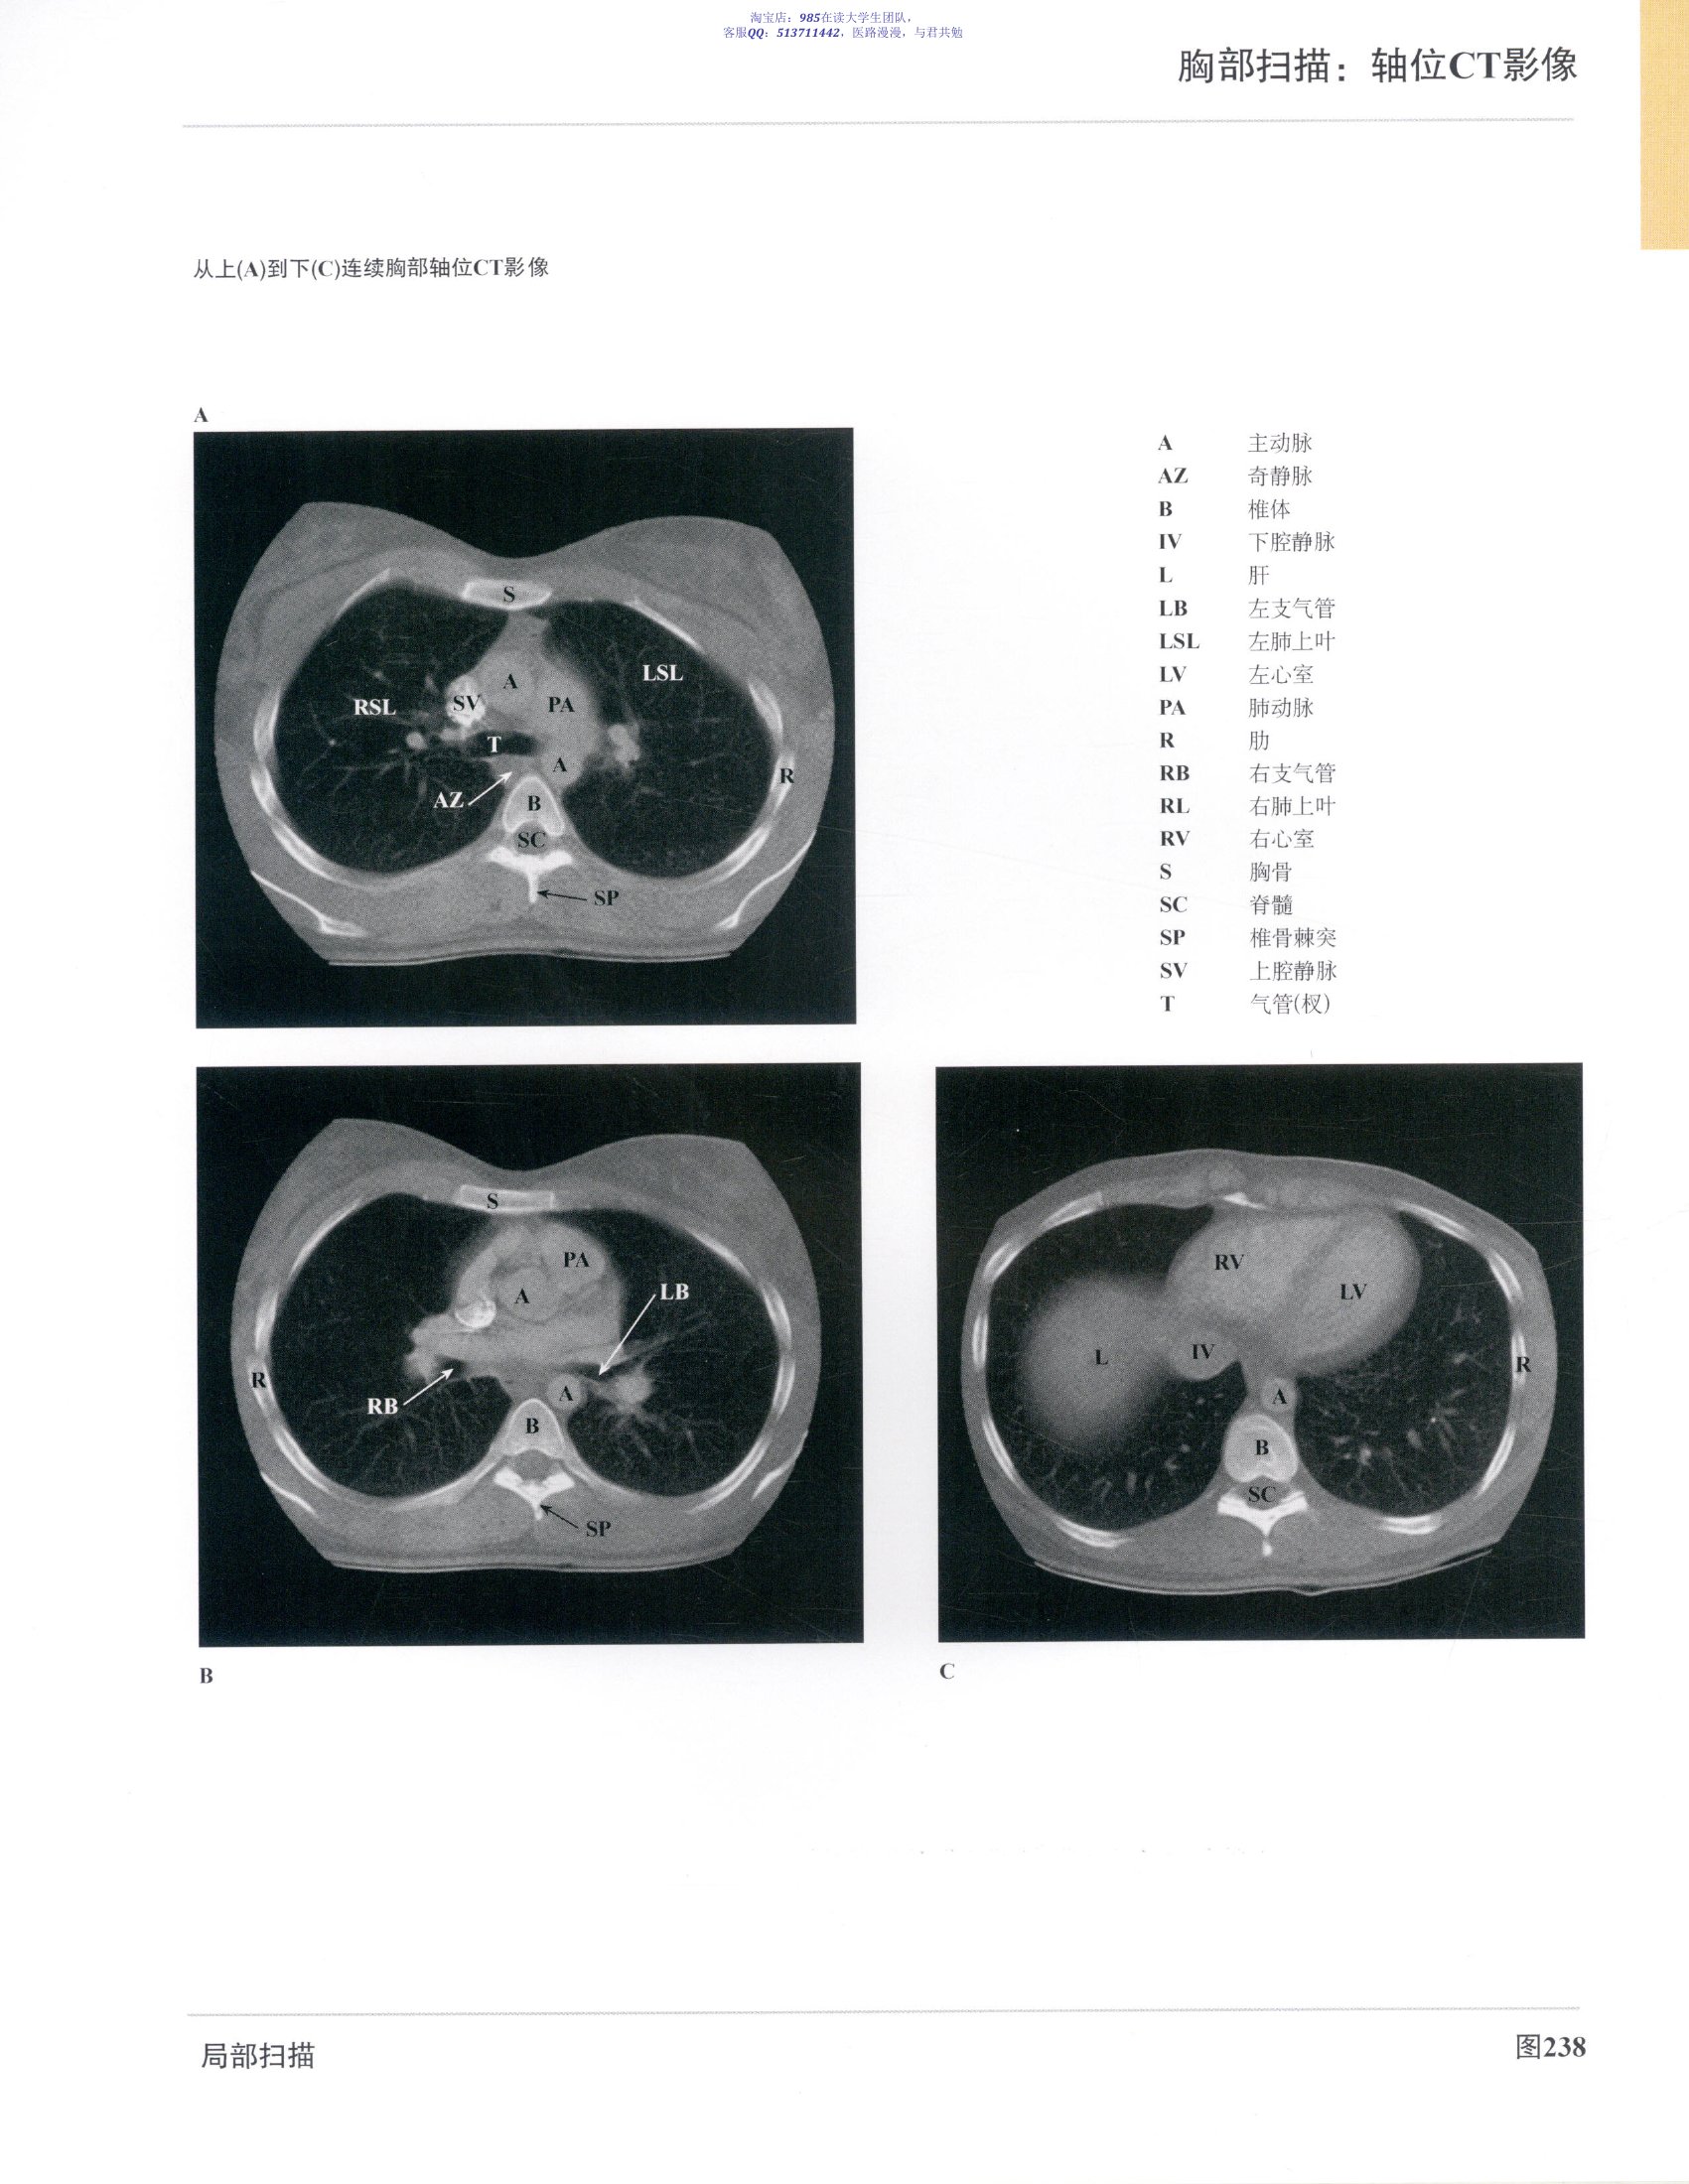 淘宝店：985在读大学生团队，
客服QQ：513711442，医路漫漫，与君共勉
胸部扫描：轴位CT影像
从上(A)到下(C)连续胸部轴位CT影像
A
S
LSL
A
RSL
SV
PA
T
A
R
AZ
B
SC
SP
A 主动脉
AZ 奇静脉
B 椎体
IV 下腔静脉
L 肝
LB 左支气管
LSL 左肺上叶
LV 左心室
PA 肺动脉
R 肋
RB 右支气管
RL 右肺上叶
RV 右心室
S 胸骨
SC 脊髓
SP 椎骨棘突
SV 上腔静脉
T 气管(杈)
S
PA
A
LB
R
A
RB
B
SP
B
RV
LV
L
IV
R
A
B
SC
C
局部扫描
图238